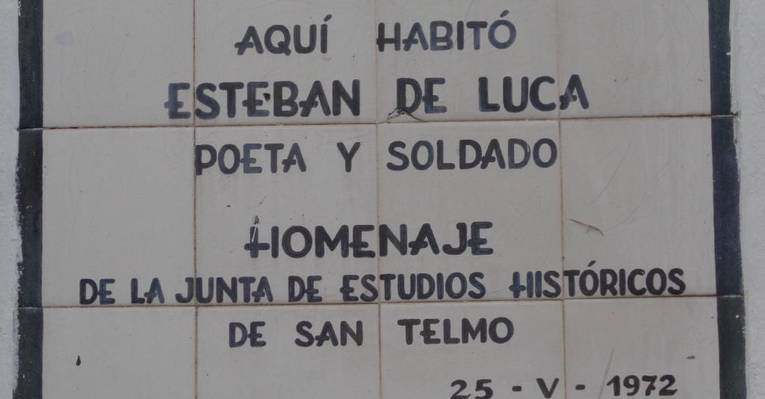 AQUÍ HABITÓ
ESTEBAN DE LUCA
POETA Y SOLDADO
HOMENAJE
DE LA JUNTA DE ESTUDIOS HISTÓRICOS
DE SAN TELMO
25 - V - 1972